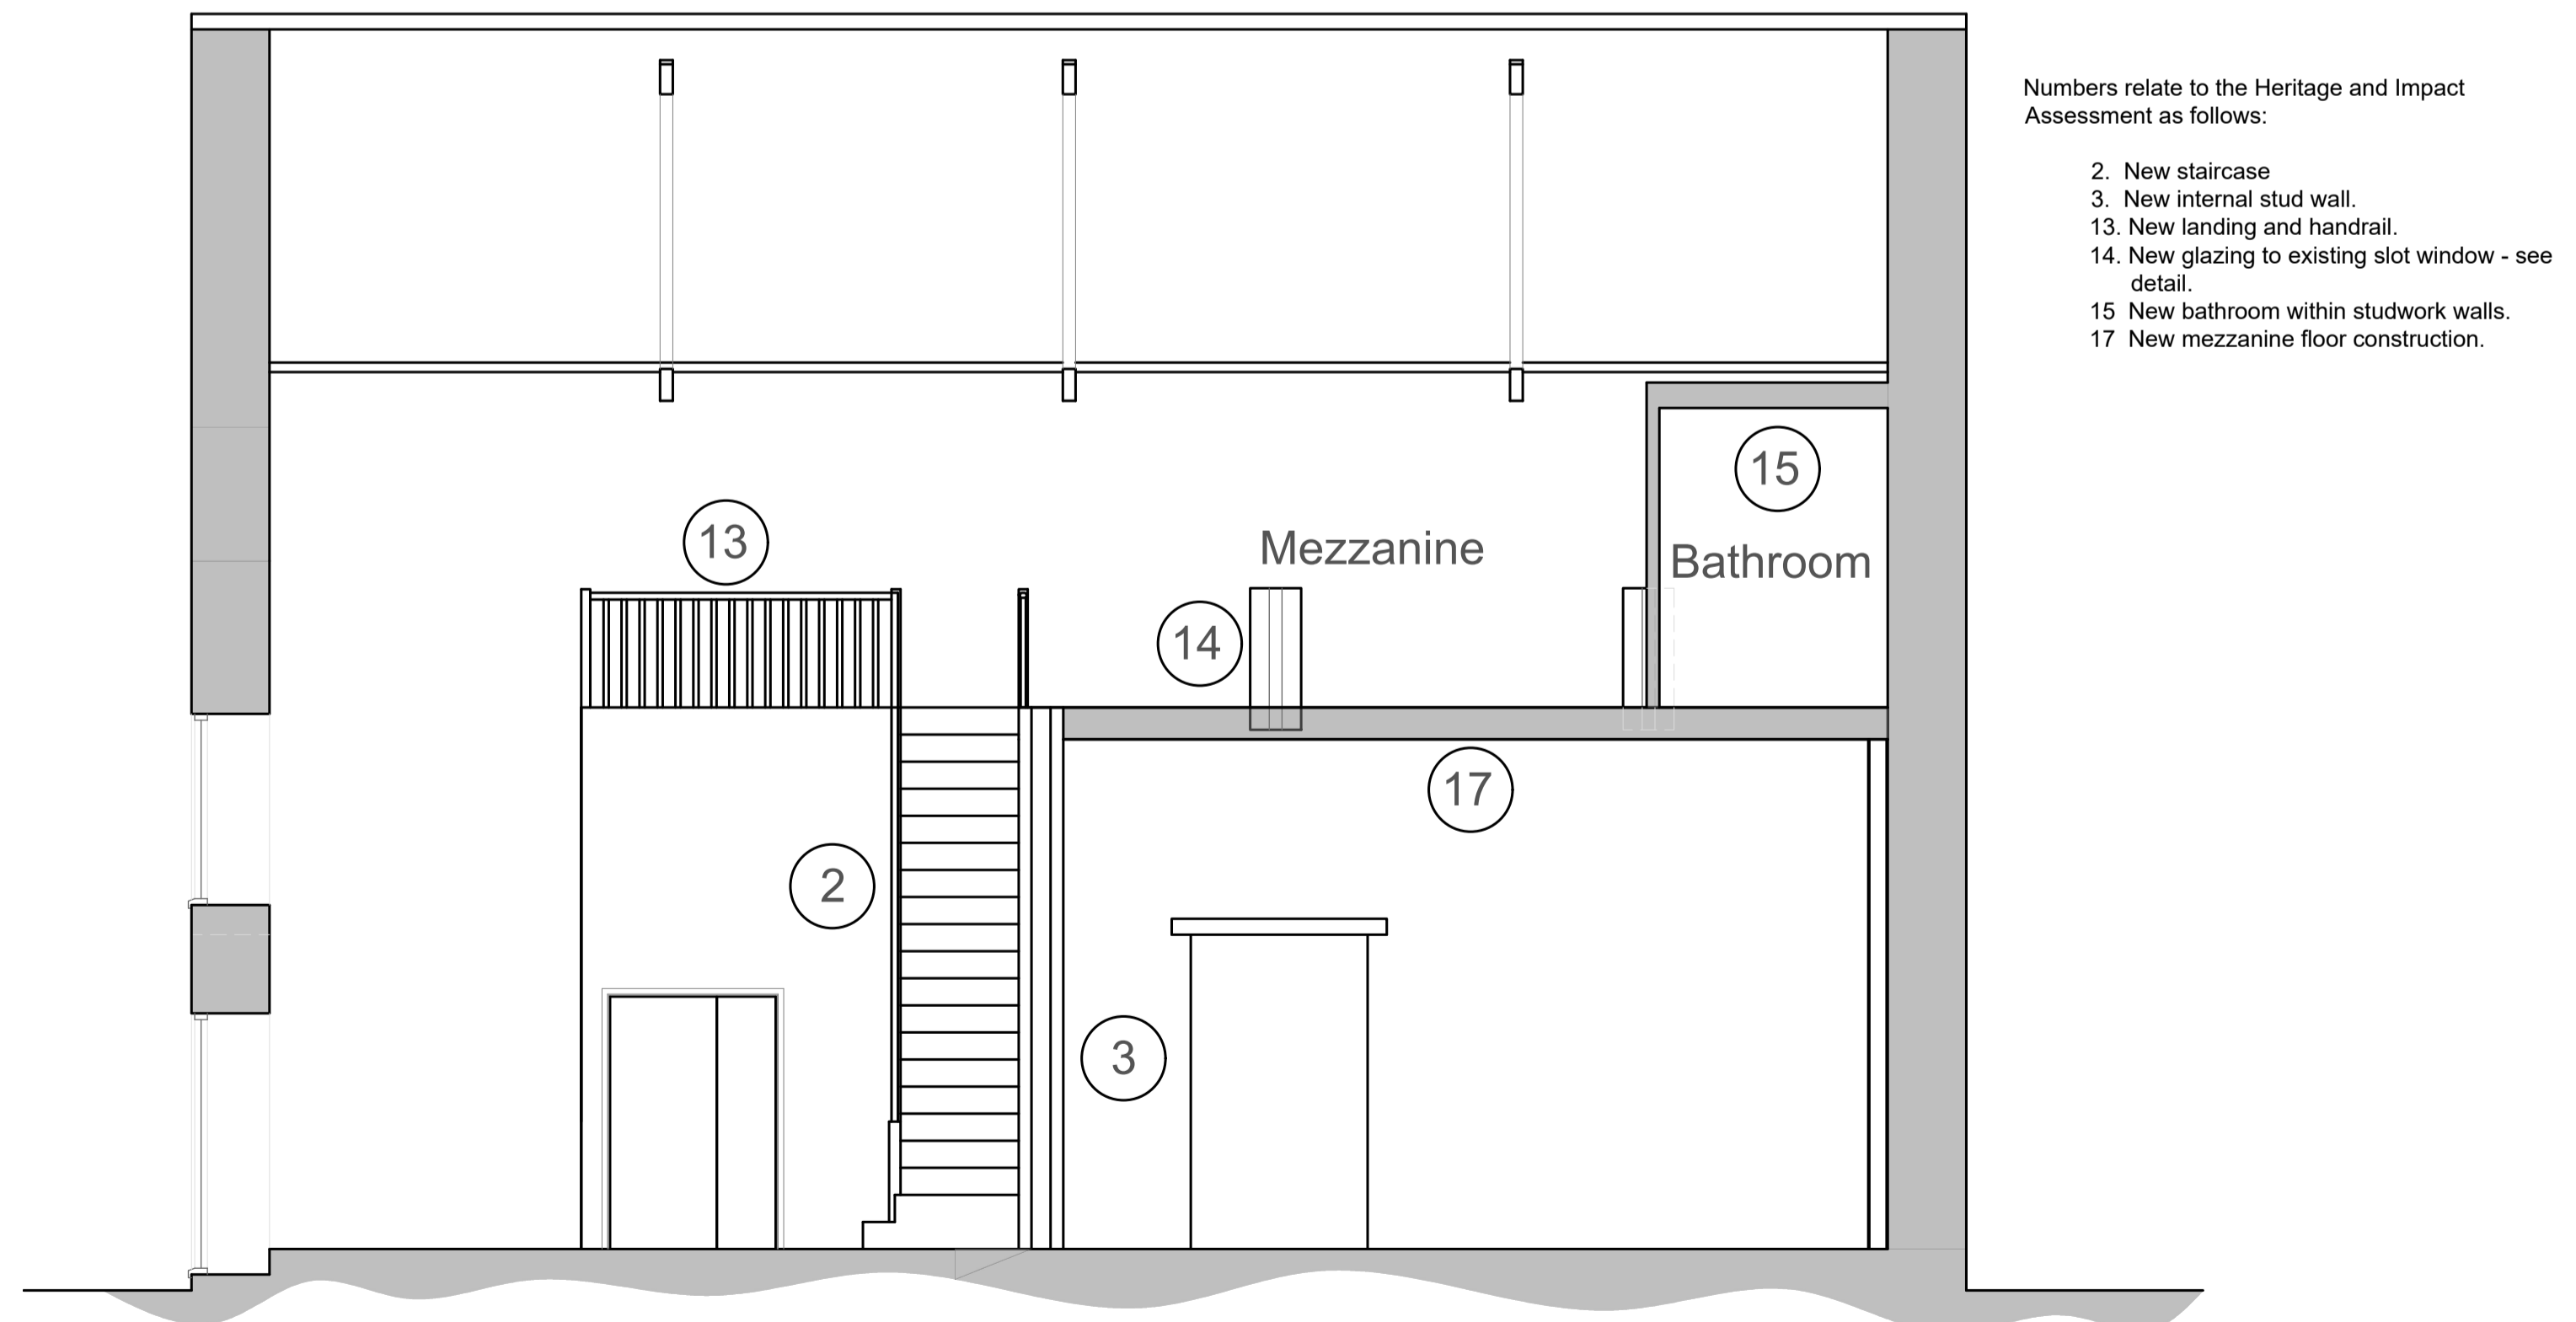 Numbers relate to the Heritage and Impact
Assessment as follows:
2. New staircase
3. New internal stud wall.
13. New landing and handrail.
14. New glazing to existing slot window - see
detail.
15 New bathroom within studwork walls.
17 New mezzanine floor construction.
15
13
Mezzanine
Bathroom
14
17
2
3